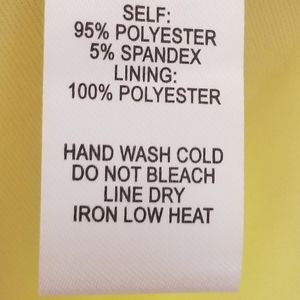 SELF:
95% POLYESTER
5% SPANDEX
LINING:
100% POLYESTER
HAND WASH COLD
DO NOT BLEACH
LINE DRY
IRON LOW HEAT